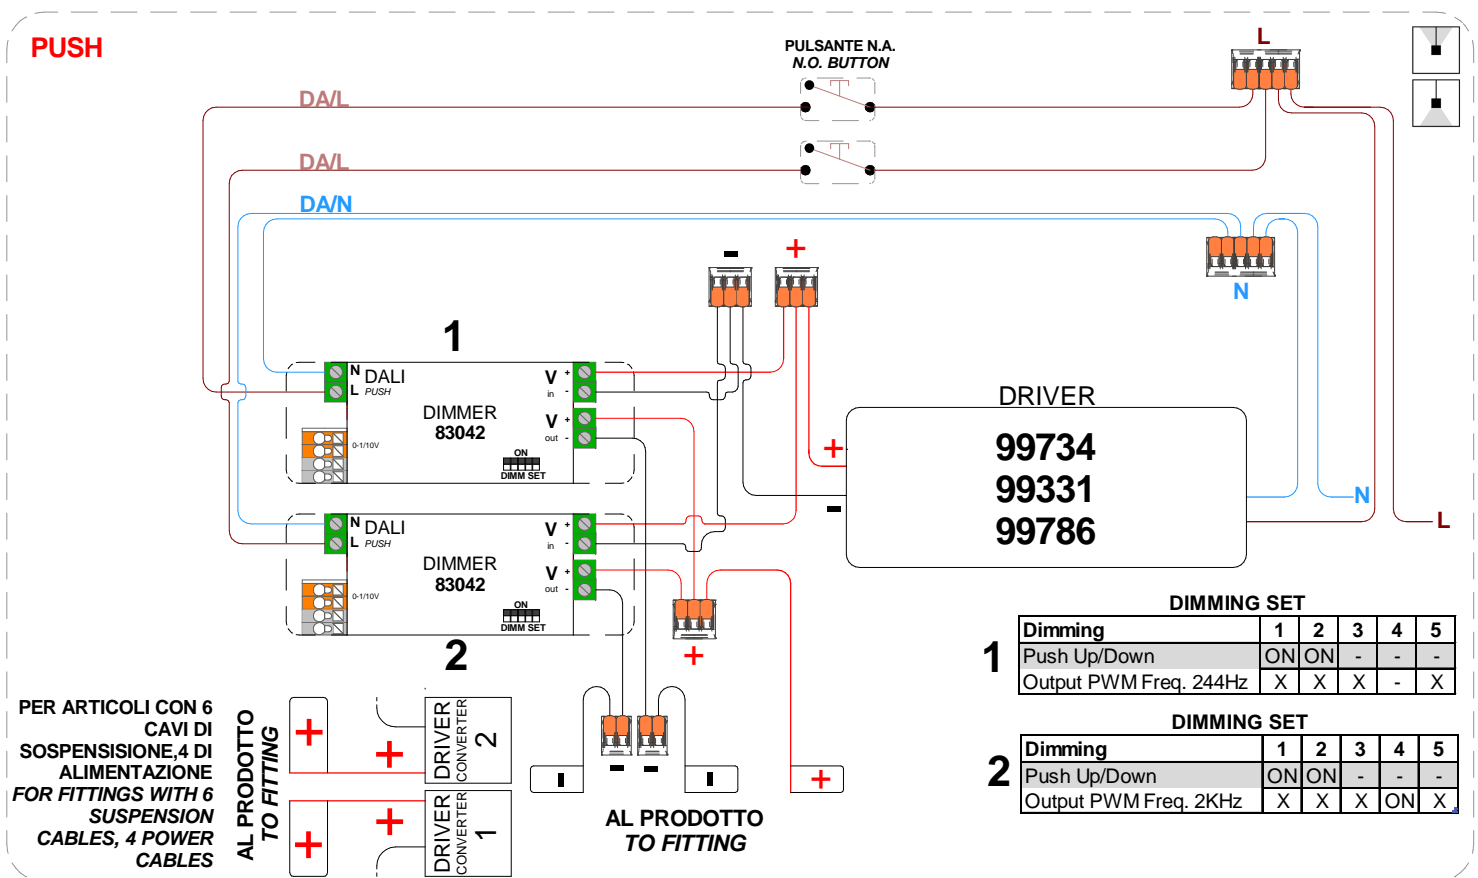 PUSH
PULSANTE N.A.
N.O. BUTTON
L
DA/L
DA/L
DA/N
N
-
+
1
N DALI
L PUSH
V +
in -
DIMMER
83042
V +
out -
0-1/10V
ON
DIMM SET
DRIVER
99734
99331
99786
+
-
N
L
N DALI
L PUSH
V +
in -
DIMMER
83042
V +
out -
0-1/10V
ON
DIMM SET
2
+
DIMMING SET
1
Dimming 1 2 3 4 5
Push Up/Down ON ON - - -
Output PWM Freq. 244Hz X X X - X
DIMMING SET
2
Dimming 1 2 3 4 5
Push Up/Down ON ON - - -
Output PWM Freq. 2KHz X X X ON X
PER ARTICOLI CON 6
CAVI DI
SOSPENSISIONE,4 DI
ALIMENTAZIONE
FOR FITTINGS WITH 6
SUSPENSION
CABLES, 4 POWER
CABLES
AL PRODOTTO
TO FITTING
+
+
DRIVER
CONVERTER
2
+
+
DRIVER
CONVERTER
1
-
-
-
-
+
AL PRODOTTO
TO FITTING